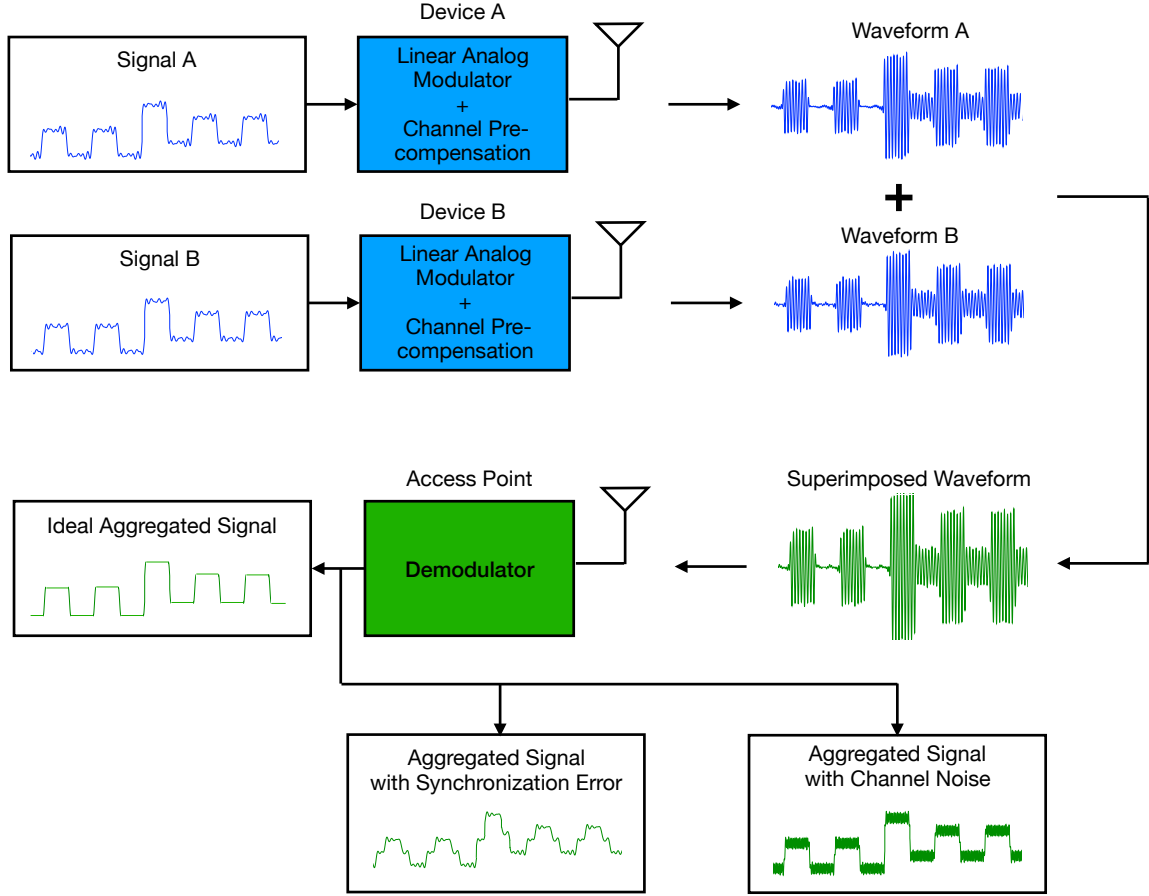 Device A
Signal A
Linear Analog
Modulator
+
Channel Pre-
compensation
Waveform A
+
Device B
Signal B
Linear Analog
Modulator
+
Channel Pre-
compensation
Waveform B
Access Point
Ideal Aggregated Signal
Demodulator
Superimposed Waveform
Aggregated Signal
with Synchronization Error
Aggregated Signal
with Channel Noise